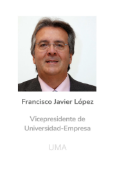 Francisco Javier López
Vicepresidente de
Universidad-Empresa
UMA